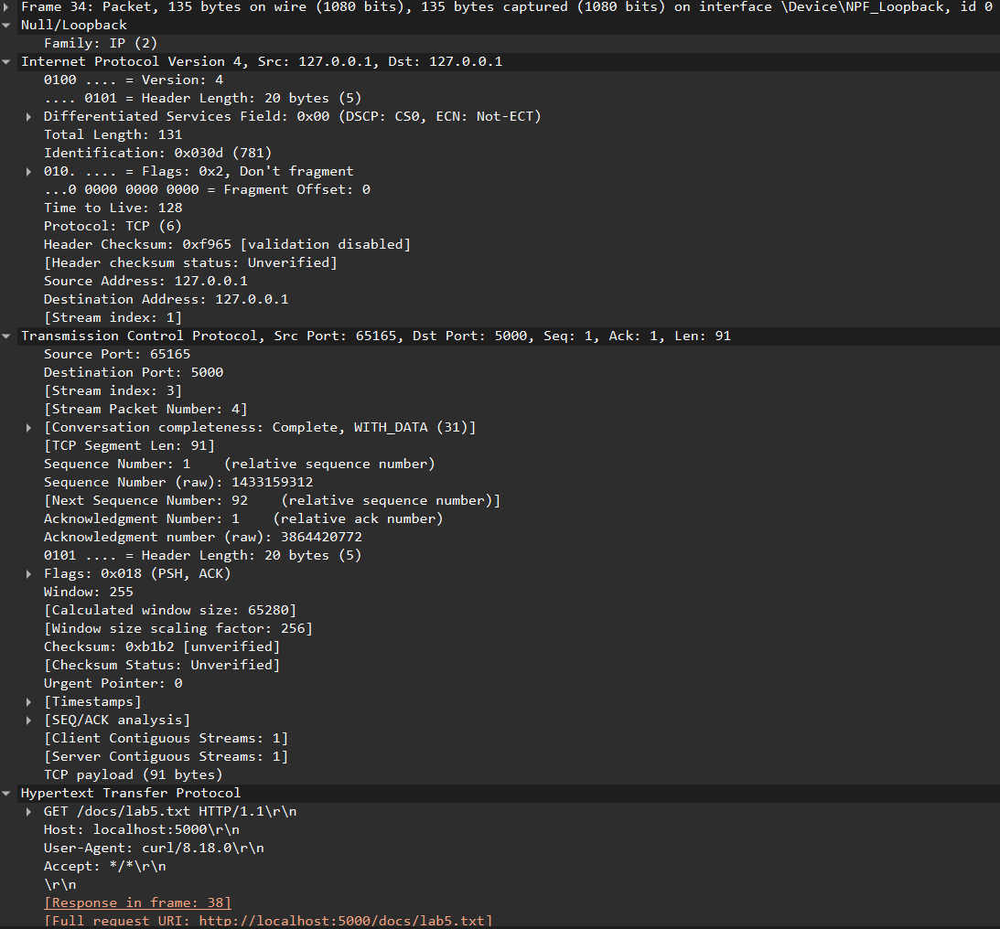 Frame 34: Packet, 135 bytes on wire (1080 bits), 135 bytes captured (1080 bits) on interface \Device\NPF_Loopback, id 0
Null/Loopback
Family: IP (2)
Internet Protocol Version 4, Src: 127.0.0.1, Dst: 127.0.0.1
0100 .... = Version: 4
.... 0101 = Header Length: 20 bytes (5)
Differentiated Services Field: 0x00 (DSCP: CS0, ECN: Not-ECT)
Total Length: 131
Identification: 0x030d (781)
010. .... = Flags: 0x2, Don't fragment
...0 0000 0000 0000 = Fragment Offset: 0
Time to Live: 128
Protocol: TCP (6)
Header Checksum: 0xf965 [validation disabled]
[Header checksum status: Unverified]
Source Address: 127.0.0.1
Destination Address: 127.0.0.1
[Stream index: 1]
Transmission Control Protocol, Src Port: 65165, Dst Port: 5000, Seq: 1, Ack: 1, Len: 91
Source Port: 65165
Destination Port: 5000
[Stream index: 3]
[Stream Packet Number: 4]
[Conversation completeness: Complete, WITH_DATA (31)]
[TCP Segment Len: 91]
Sequence Number: 1    (relative sequence number)
Sequence Number (raw): 1433159312
[Next Sequence Number: 92    (relative sequence number)]
Acknowledgment Number: 1    (relative ack number)
Acknowledgment number (raw): 3864420772
0101 .... = Header Length: 20 bytes (5)
Flags: 0x018 (PSH, ACK)
Window: 255
[Calculated window size: 65280]
[Window size scaling factor: 256]
Checksum: 0xb1b2 [unverified]
[Checksum Status: Unverified]
Urgent Pointer: 0
[Timestamps]
[SEQ/ACK analysis]
[Client Contiguous Streams: 1]
[Server Contiguous Streams: 1]
TCP payload (91 bytes)
Hypertext Transfer Protocol
GET /docs/lab5.txt HTTP/1.1\r\n
Host: localhost:5000\r\n
User-Agent: curl/8.18.0\r\n
Accept: */*\r\n
\r\n
[Response in frame: 38]
[Full request URI: http://localhost:5000/docs/lab5.txt]